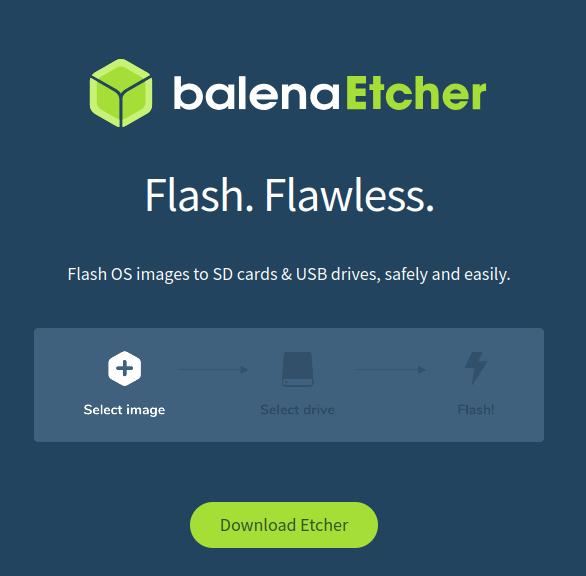 balenaEtcher
Flash. Flawless.
Flash OS images to SD cards & USB drives, safely and easily.
Select image
Select drive
Flash!
Download Etcher